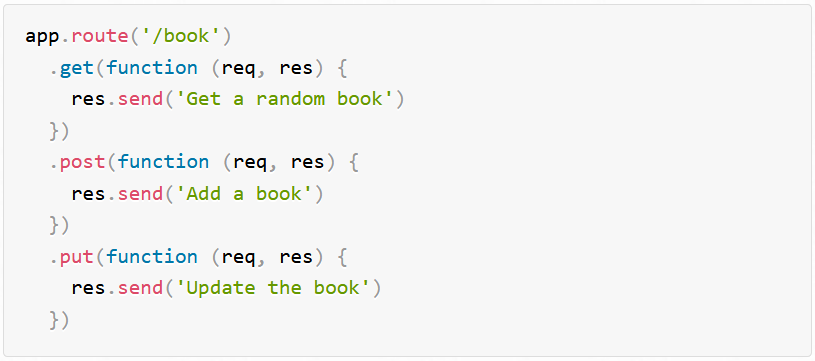 app.route('/book')
  .get(function (req, res) {
    res.send('Get a random book')
  })
  .post(function (req, res) {
    res.send('Add a book')
  })
  .put(function (req, res) {
    res.send('Update the book')
  })